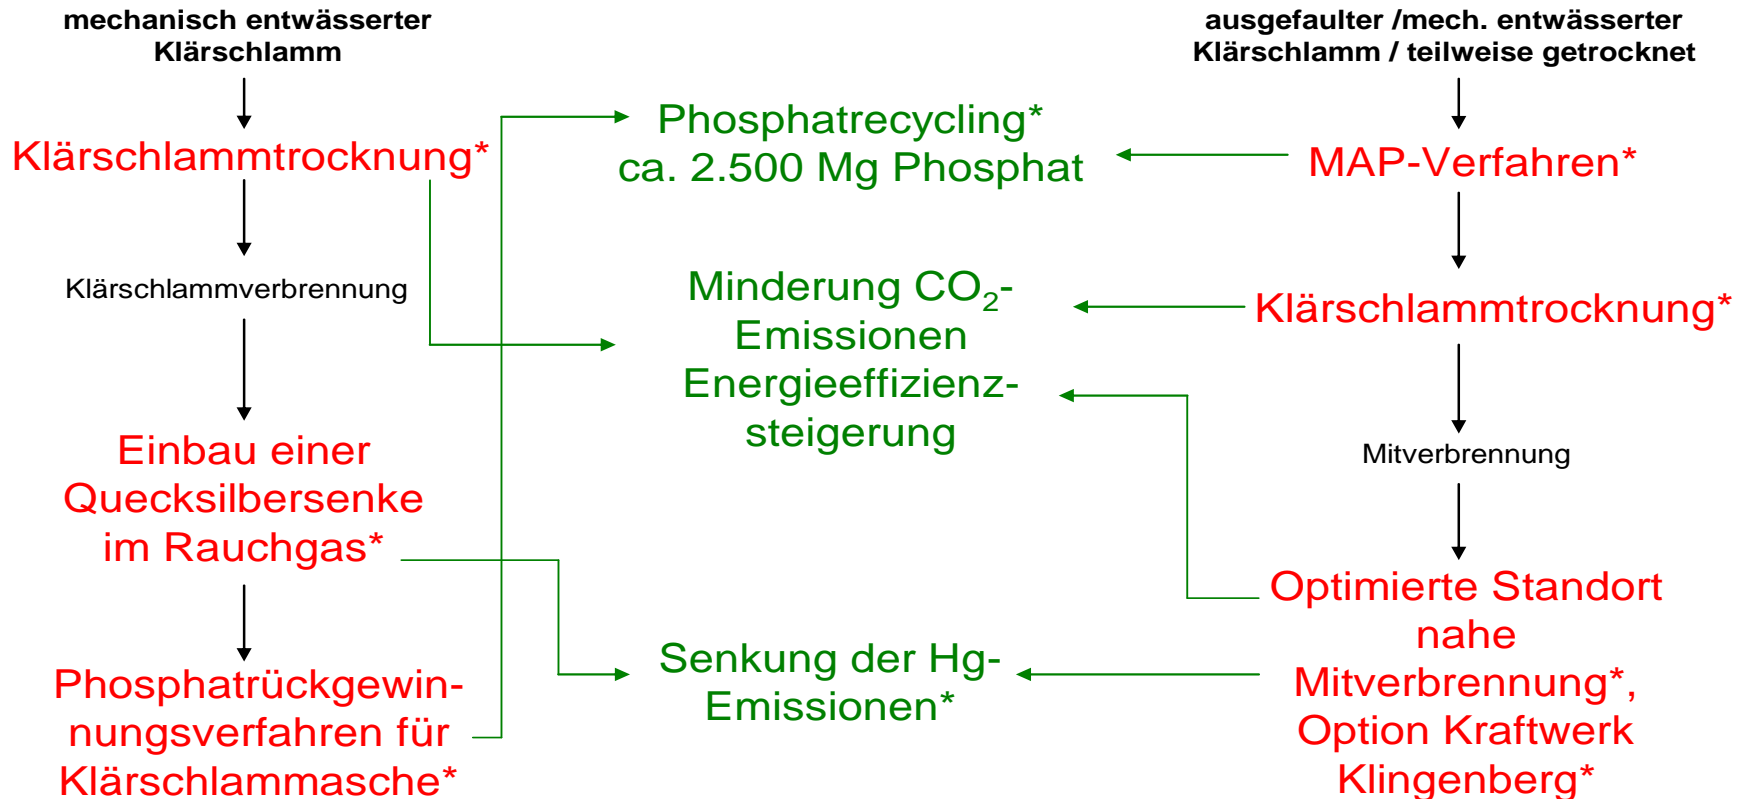 mechanisch entwässerter
Klärschlamm
Klärschlammtrocknung*
Klärschlammverbrennung
Einbau einer
Quecksilbersenke
im Rauchgas*
Phosphatrückgewin-
nungsverfahren für
Klärschlammasche*
Phosphatrecycling*
ca. 2.500 Mg Phosphat
Minderung CO₂-
Emissionen
Energieeffizienz-
steigerung
Senkung der Hg-
Emissionen*
ausgefaulter /mech. entwässerter
Klärschlamm / teilweise getrocknet
MAP-Verfahren*
Klärschlammtrocknung*
Mitverbrennung
Optimierte Standort
nahe
Mitverbrennung*,
Option Kraftwerk
Klingenberg*